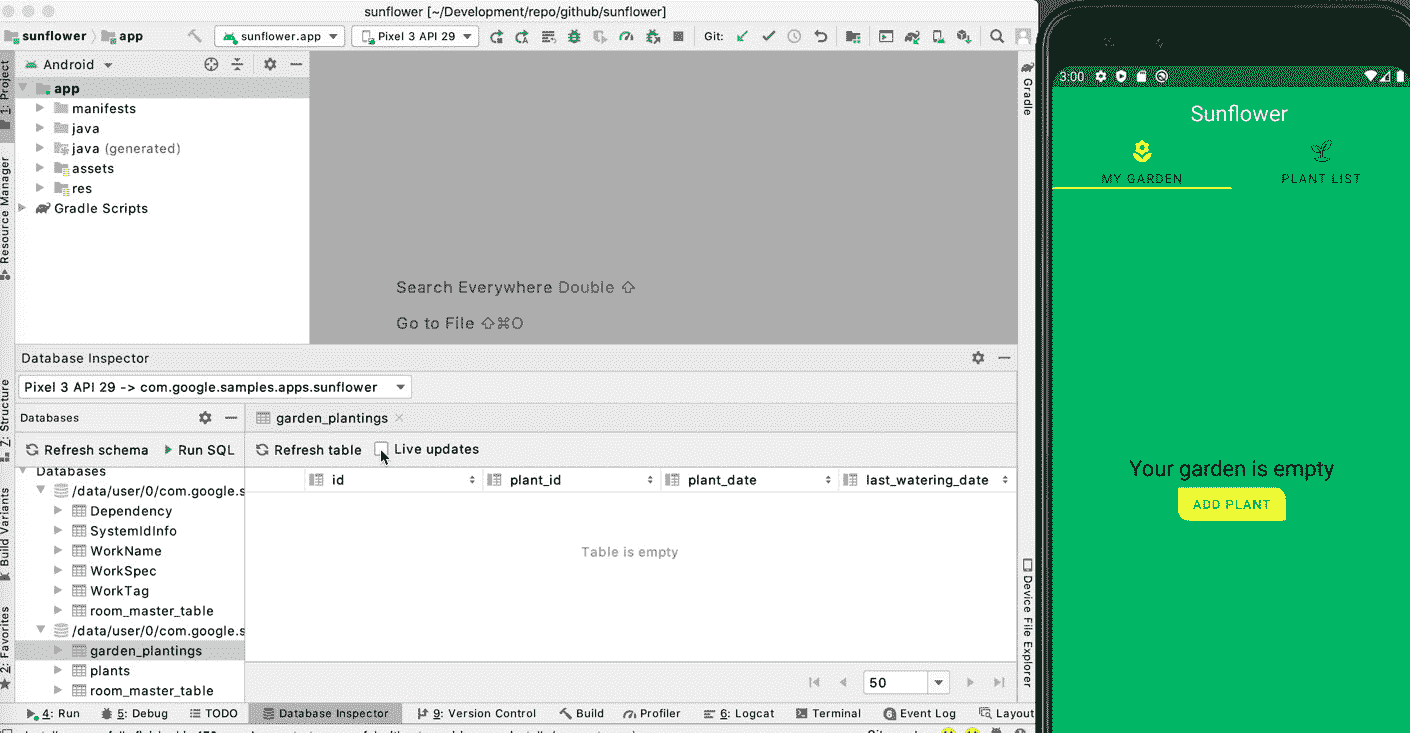 sunflower [~/Development/repo/github/sunflower]
sunflower
app
sunflower.app
Pixel 3 API 29
Git:
1: Project
Resource Manager
7: Structure
Build Variants
2: Favorites
Android
app
manifests
java
java (generated)
assets
res
Gradle Scripts
Search Everywhere Double ⇧
Go to File ⇧⌘O
Gradle
Device File Explorer
Database Inspector
Pixel 3 API 29 -> com.google.samples.apps.sunflower
Databases
garden_plantings
Refresh schema
Run SQL
Refresh table
Live updates
Databases
/data/user/0/com.google.s
Dependency
SystemIdInfo
WorkName
WorkSpec
WorkTag
room_master_table
/data/user/0/com.google.s
garden_plantings
plants
room_master_table
id
plant_id
plant_date
last_watering_date
Table is empty
50
4: Run
5: Debug
TODO
Database Inspector
9: Version Control
Build
Profiler
6: Logcat
Terminal
Event Log
Layout
3:00
Sunflower
MY GARDEN
PLANT LIST
Your garden is empty
ADD PLANT